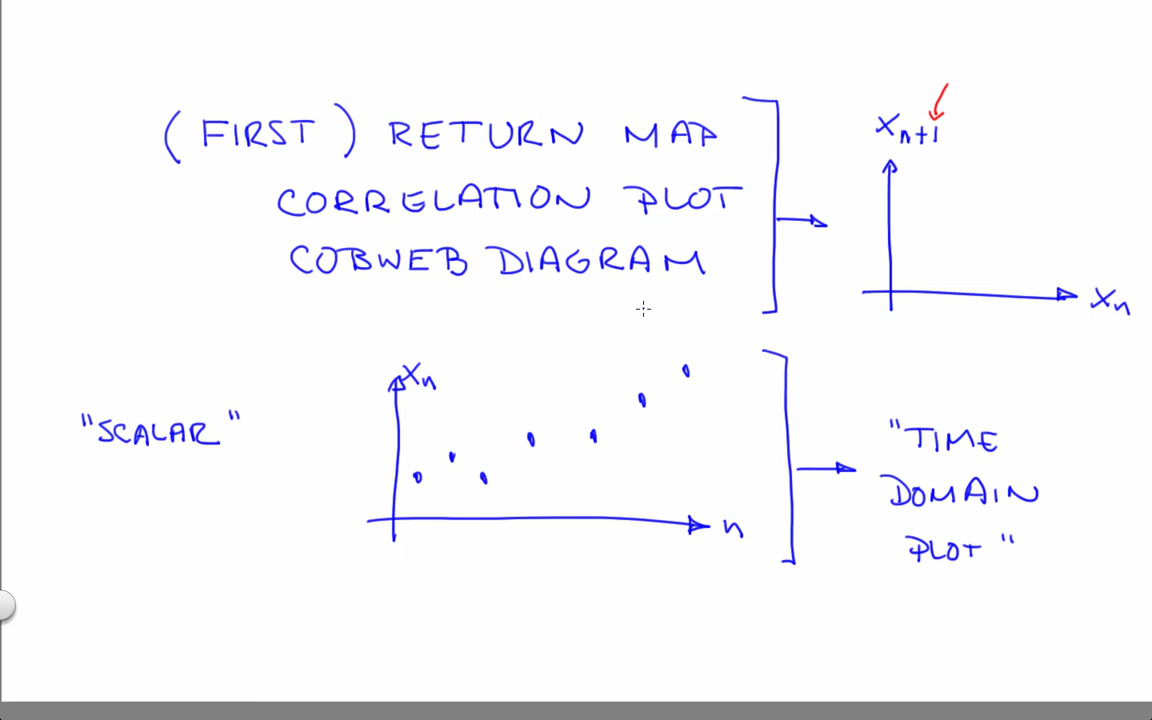 (FIRST) RETURN MAP
CORRELATION PLOT
COBWEB DIAGRAM
Xn+1
Xn
"SCALAR"
Xn
n
"TIME
DOMAIN
PLOT"